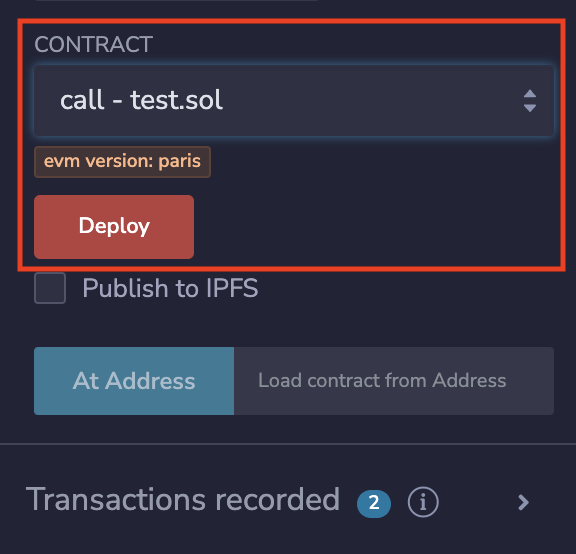 CONTRACT
call - test.sol
evm version: paris
Deploy
Publish to IPFS
At Address Load contract from Address
Transactions recorded 2 i